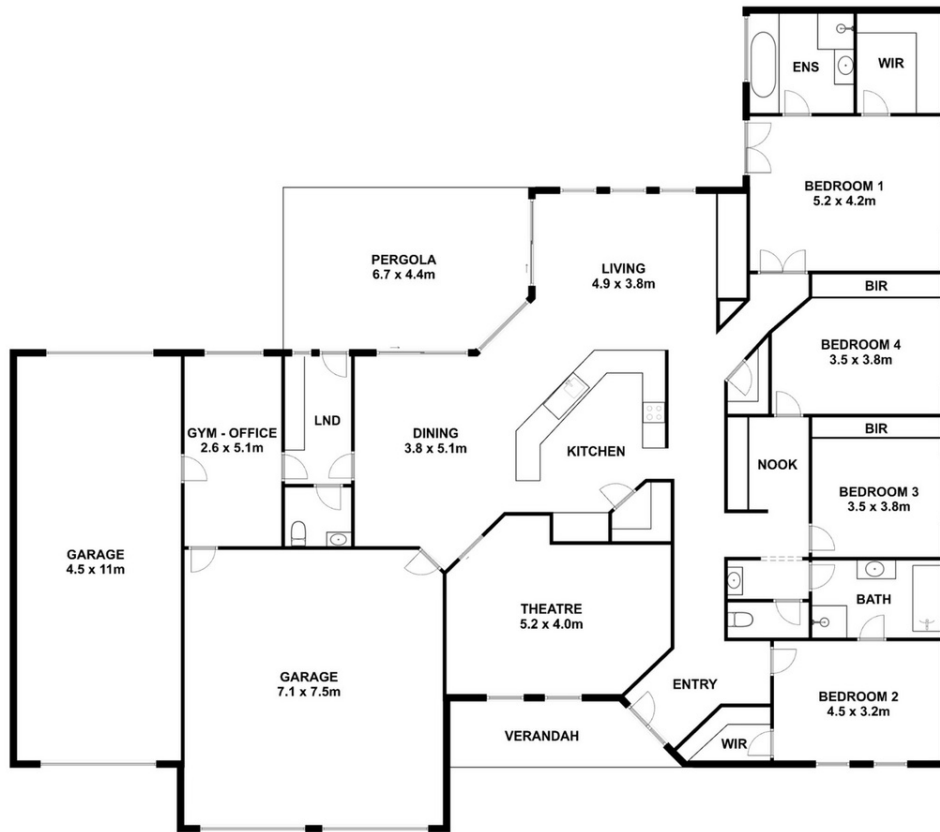 ENS
WIR
BEDROOM 1
5.2 x 4.2m
PERGOLA
6.7 x 4.4m
LIVING
4.9 x 3.8m
BIR
BEDROOM 4
3.5 x 3.8m
GYM - OFFICE
2.6 x 5.1m
LND
DINING
3.8 x 5.1m
KITCHEN
BIR
NOOK
BEDROOM 3
3.5 x 3.8m
GARAGE
4.5 x 11m
THEATRE
5.2 x 4.0m
BATH
GARAGE
7.1 x 7.5m
ENTRY
BEDROOM 2
4.5 x 3.2m
VERANDAH
WIR